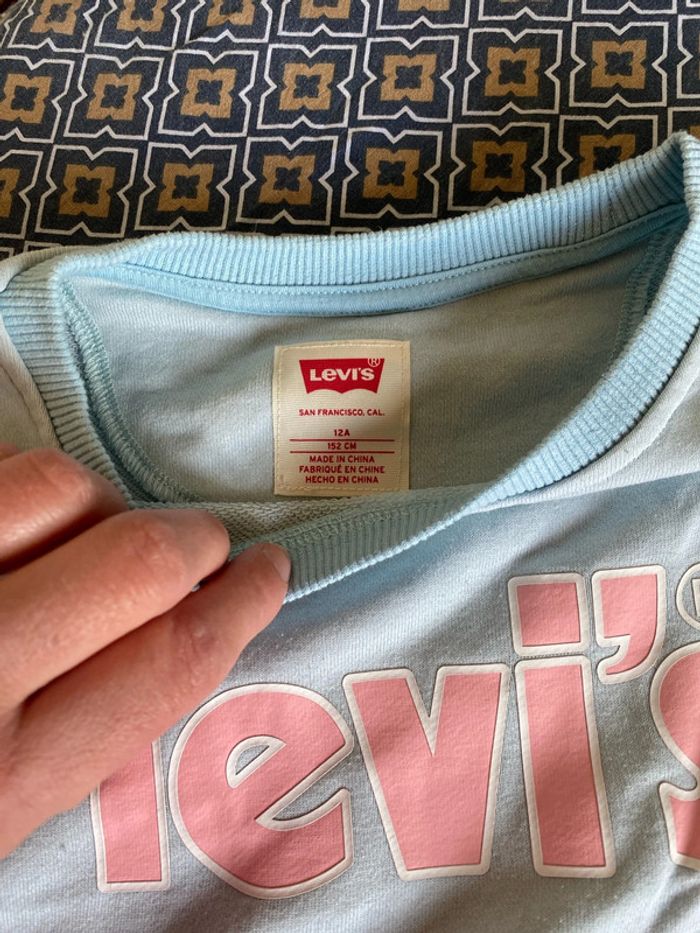 LEVI'S ®
SAN FRANCISCO, CAL.
12A
152 CM
MADE IN CHINA
FABRIQUÉ EN CHINE
HECHO EN CHINA
levi's